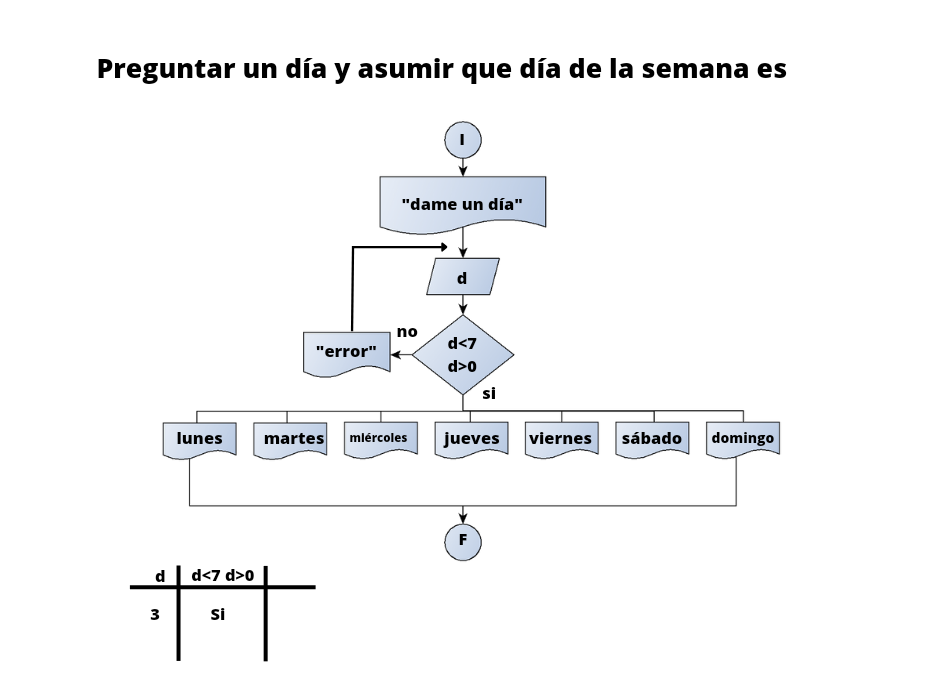 Preguntar un día y asumir que día de la semana es
I
"dame un día"
d
no
"error"
d<7
d>0
si
lunes martes miércoles jueves viernes sábado domingo
F
d d<7 d>0
3 Si